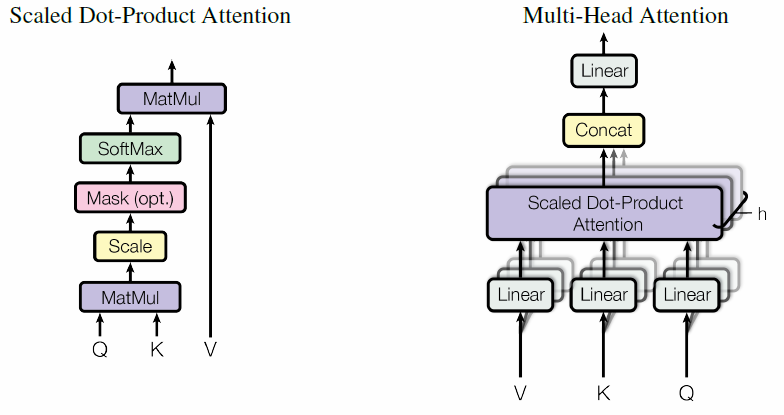 Scaled Dot-Product Attention
MatMul
SoftMax
Mask (opt.)
Scale
MatMul
Q K V
Multi-Head Attention
Linear
Concat
Scaled Dot-Product
Attention
h
Linear Linear Linear
V K Q